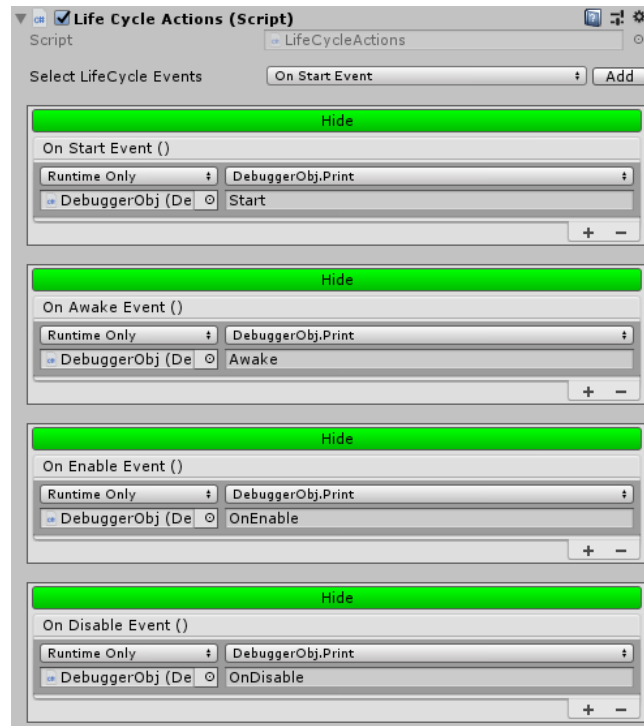 Life Cycle Actions (Script)
Script LifeCycleActions
Select LifeCycle Events On Start Event Add
Hide
On Start Event ()
Runtime Only DebuggerObj.Print
DebuggerObj (De Start
+ −
Hide
On Awake Event ()
Runtime Only DebuggerObj.Print
DebuggerObj (De Awake
+ −
Hide
On Enable Event ()
Runtime Only DebuggerObj.Print
DebuggerObj (De OnEnable
+ −
Hide
On Disable Event ()
Runtime Only DebuggerObj.Print
DebuggerObj (De OnDisable
+ −